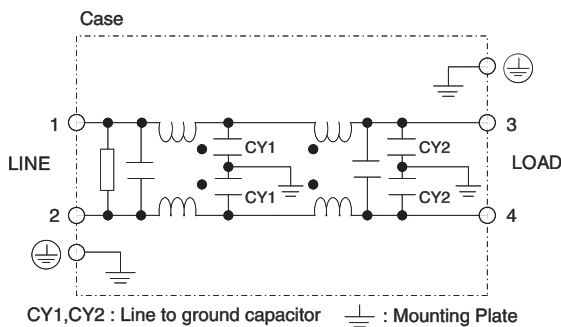 Case
1
3
LINE
CY1
CY2
LOAD
CY1
CY2
2
4
CY1,CY2 : Line to ground capacitor
: Mounting Plate